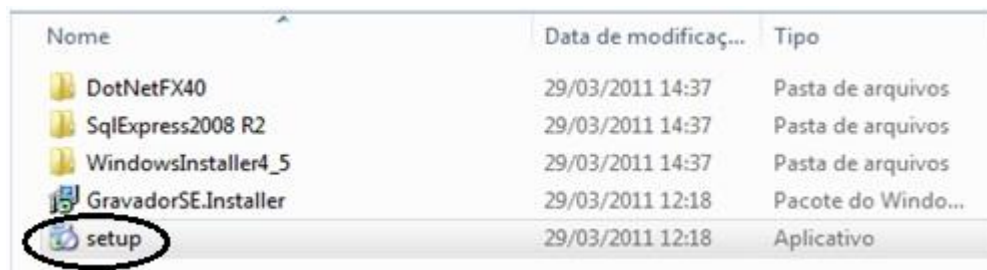 Nome Data de modificaç... Tipo
DotNetFX40 29/03/2011 14:37 Pasta de arquivos
SqlExpress2008 R2 29/03/2011 14:37 Pasta de arquivos
WindowsInstaller4_5 29/03/2011 14:37 Pasta de arquivos
GravadorSE.Installer 29/03/2011 12:18 Pacote do Windo...
setup 29/03/2011 12:18 Aplicativo